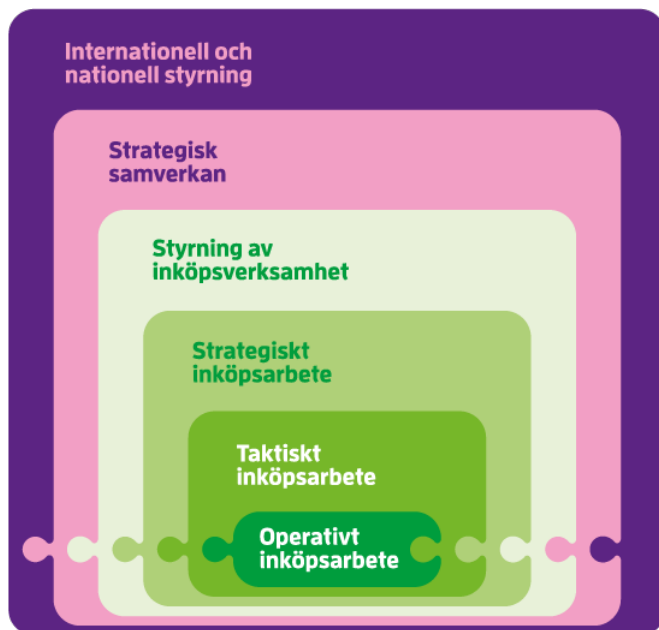 Internationell och
nationell styrning
Strategisk
samverkan
Styrning av
inköpsverksamhet
Strategiskt
inköpsarbete
Taktiskt
inköpsarbete
Operativt
inköpsarbete